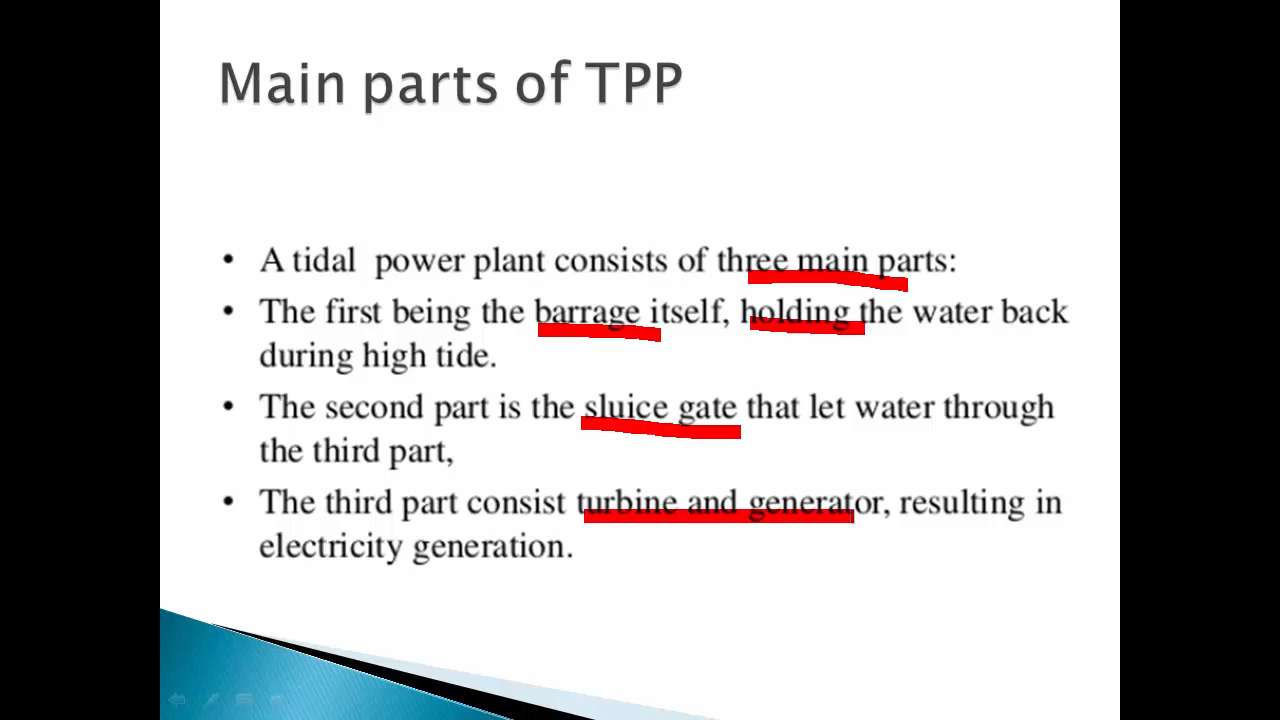 Main parts of TPP
• A tidal power plant consists of three main parts:
• The first being the barrage itself, holding the water back
during high tide.
• The second part is the sluice gate that let water through
the third part,
• The third part consist turbine and generator, resulting in
electricity generation.